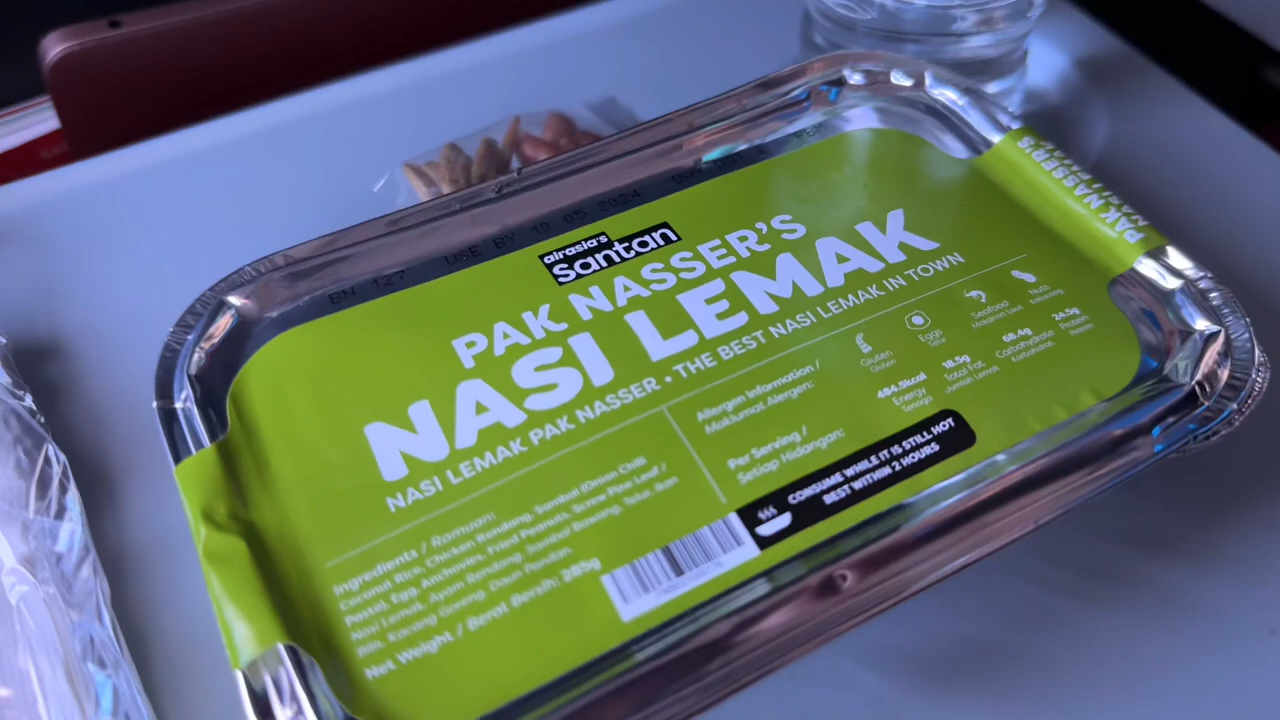 BN 127 USE BY 10 05 2024
airasia's
santan
PAK NASSER'S
NASI LEMAK
NASI LEMAK PAK NASSER • THE BEST NASI LEMAK IN TOWN
Ingredients / Ramuan:
Coconut Rice, Chicken Rendang, Sambal (Onion Chilli
Paste), Egg, Anchovies, Fried Peanuts, Screw Pine Leaf /
Nasi Lemak, Ayam Rendang, Sambal Bawang, Telur, Ikan
Bilis, Kacang Goreng, Daun Pandan.
Net Weight / Berat Bersih:
Allergen Information /
Maklumat Alergen:
Gluten
Gluten
Eggs
Telur
Seafood
Makanan Laut
Nuts
Kekacang
Per Serving /
Setiap Hidangan:
484.5kcal
Energy
Tenaga
18.5g
Total Fat
Jumlah Lemak
68.4g
Carbohydrate
Karbohidrat
24.5g
Protein
Protein
CONSUME WHILE IT IS STILL HOT
BEST WITHIN 2 HOURS
PAK NASSER'S
NASI LEMAK